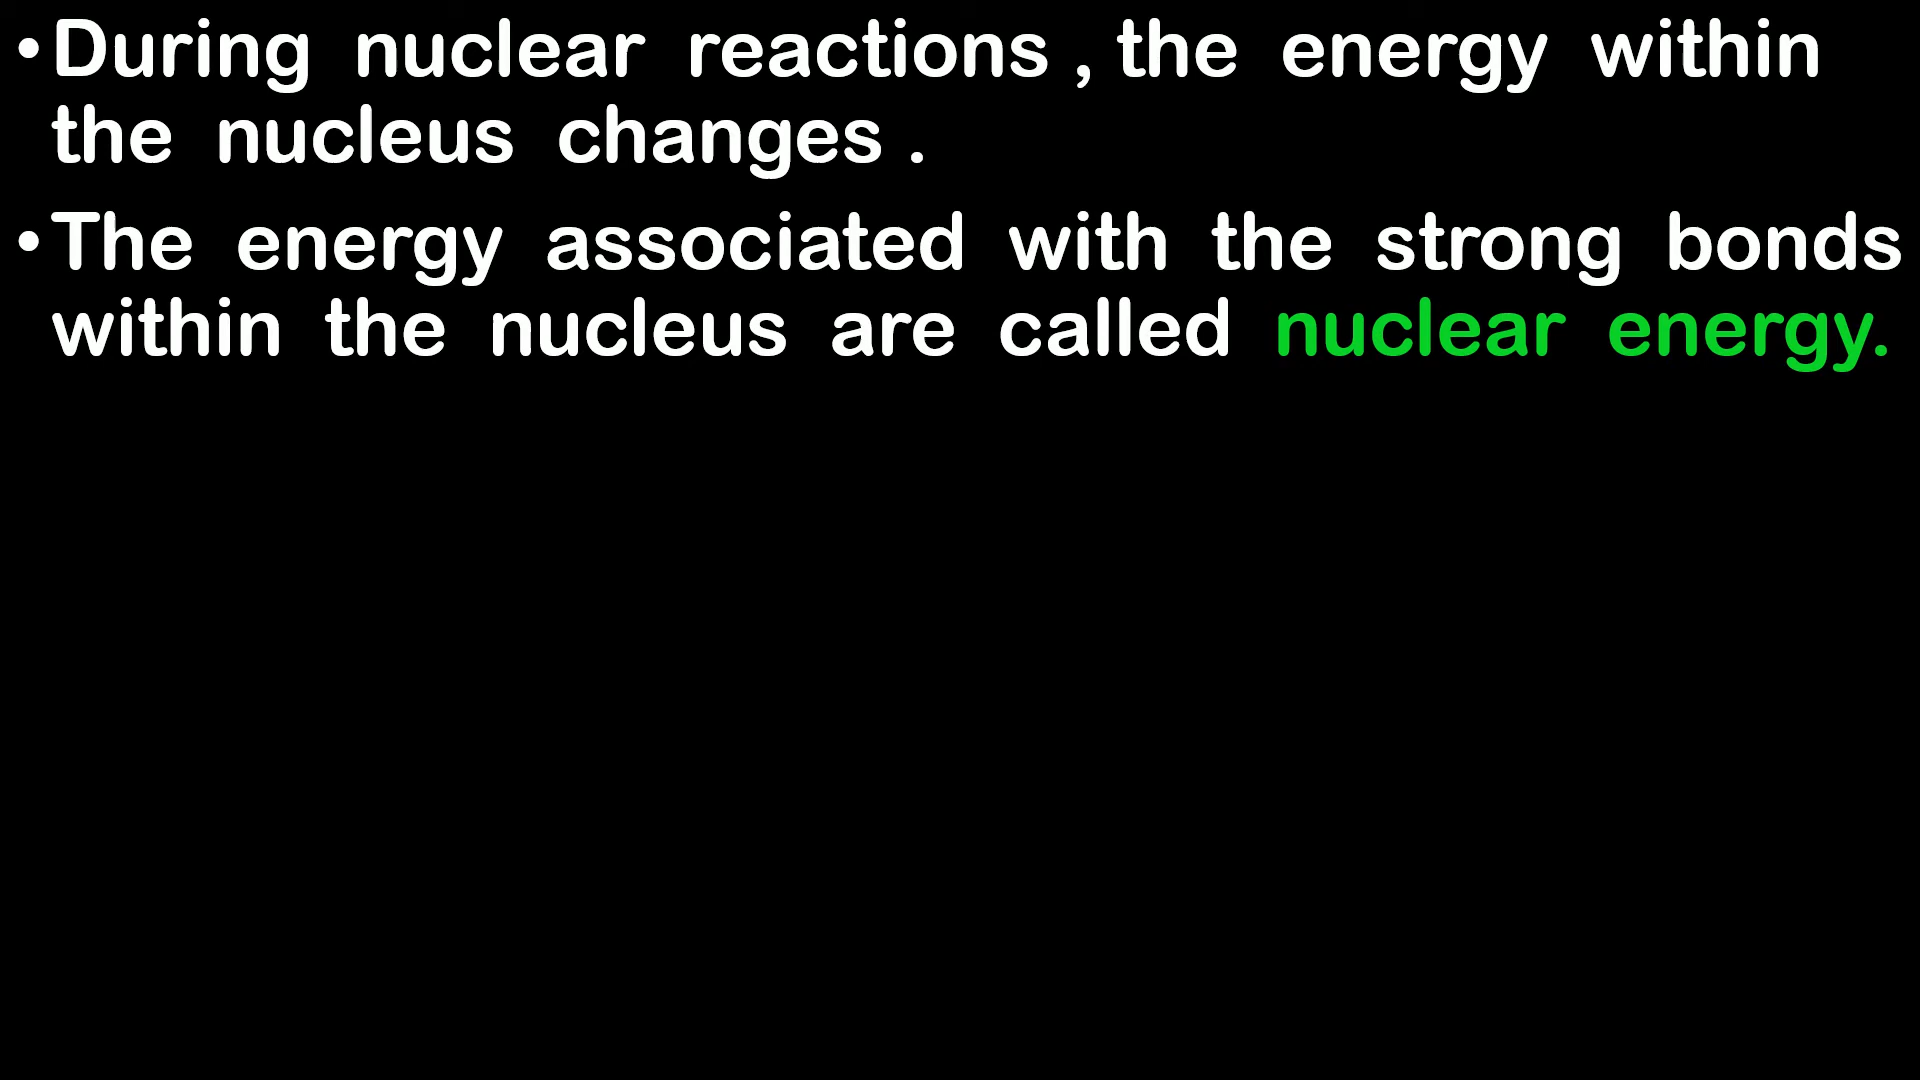 •During nuclear reactions , the energy within
the nucleus changes .
•The energy associated with the strong bonds
within the nucleus are called nuclear energy.